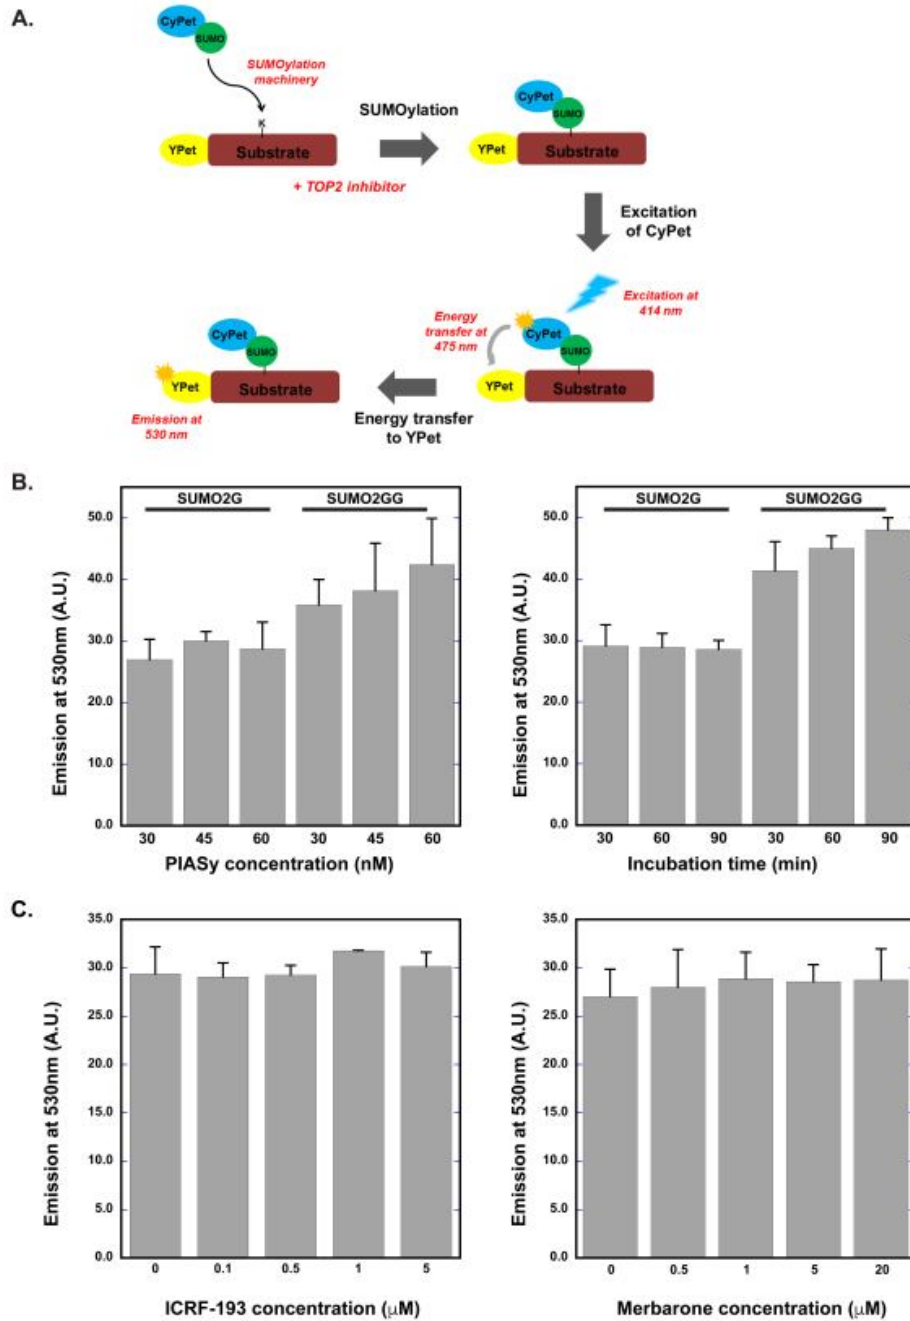 A.
CyPet
SUMO
SUMOylation
machinery
K
YPet
Substrate
+ TOP2 inhibitor
SUMOylation
CyPet
SUMO
YPet
Substrate
Excitation
of CyPet
Excitation at
414 nm
Energy
transfer at
475 nm
CyPet
SUMO
YPet
Substrate
Energy transfer
to YPet
CyPet
SUMO
YPet
Substrate
Emission at
530 nm
B.
SUMO2G SUMO2GG
Emission at 530nm (A.U.)
50.0
40.0
30.0
20.0
10.0
0.0
30 45 60 30 45 60
PIASy concentration (nM)
SUMO2G SUMO2GG
Emission at 530nm (A.U.)
50.0
40.0
30.0
20.0
10.0
0.0
30 60 90 30 60 90
Incubation time (min)
C.
Emission at 530nm (A.U.)
35.0
30.0
25.0
20.0
15.0
10.0
5.0
0.0
0 0.1 0.5 1 5
ICRF-193 concentration (μM)
Emission at 530nm (A.U.)
35.0
30.0
25.0
20.0
15.0
10.0
5.0
0.0
0 0.5 1 5 20
Merbarone concentration (μM)